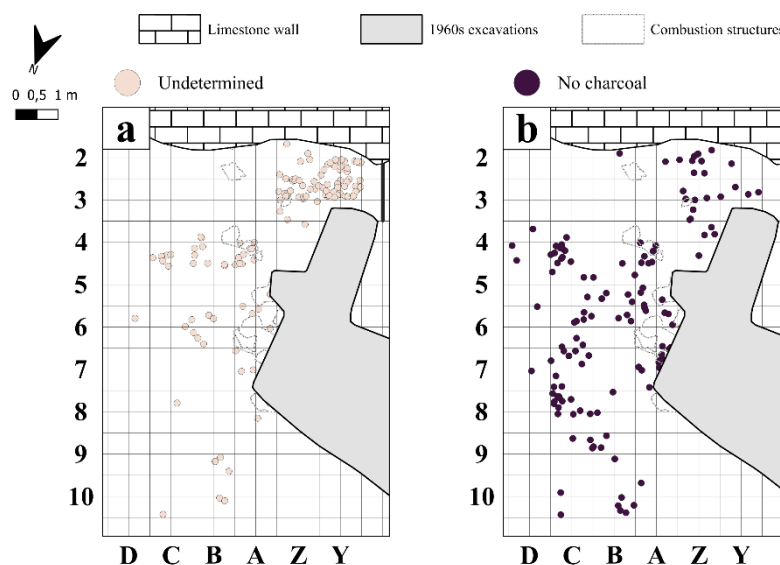 Limestone wall
1960s excavations
Combustion structures
N
0 0,5 1 m
Undetermined
No charcoal
a
b
2
3
4
5
6
7
8
9
10
D C B A Z Y
2
3
4
5
6
7
8
9
10
D C B A Z Y